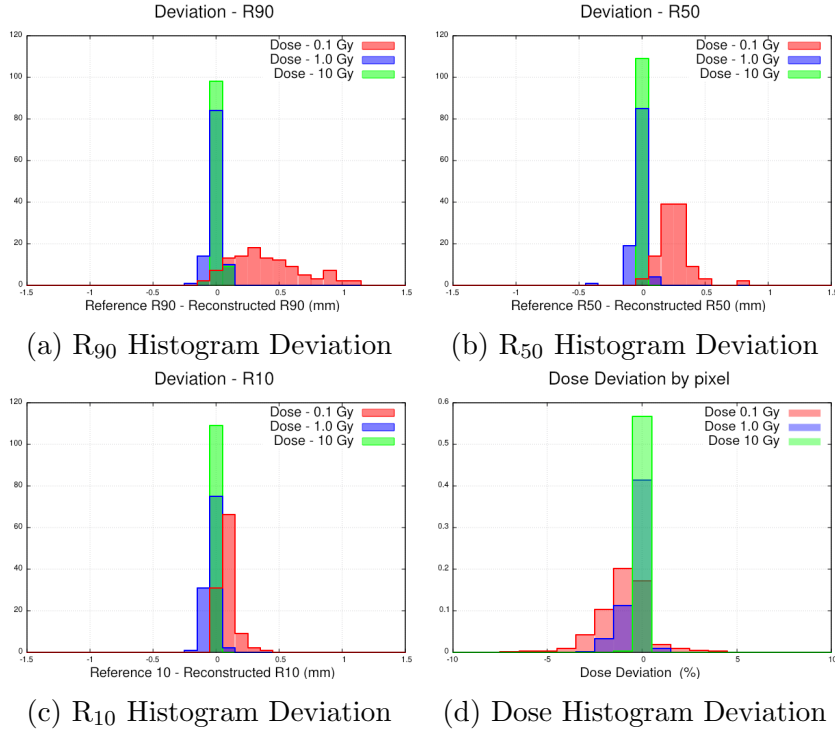 Deviation - R90
120
100
80
60
40
20
0
-1.5 -1 -0.5 0 0.5 1 1.5
Dose - 0.1 Gy
Dose - 1.0 Gy
Dose - 10 Gy
Reference R90 - Reconstructed R90 (mm)
(a) R90 Histogram Deviation
Deviation - R50
120
100
80
60
40
20
0
-1.5 -1 -0.5 0 0.5 1 1.5
Dose - 0.1 Gy
Dose - 1.0 Gy
Dose - 10 Gy
Reference R50 - Reconstructed R50 (mm)
(b) R50 Histogram Deviation
Deviation - R10
120
100
80
60
40
20
0
-1.5 -1 -0.5 0 0.5 1 1.5
Dose - 0.1 Gy
Dose - 1.0 Gy
Dose - 10 Gy
Reference 10 - Reconstructed R10 (mm)
(c) R10 Histogram Deviation
Dose Deviation by pixel
0.6
0.5
0.4
0.3
0.2
0.1
0
-10 -5 0 5 10
Dose 0.1 Gy
Dose 1.0 Gy
Dose 10 Gy
Dose Deviation (%)
(d) Dose Histogram Deviation